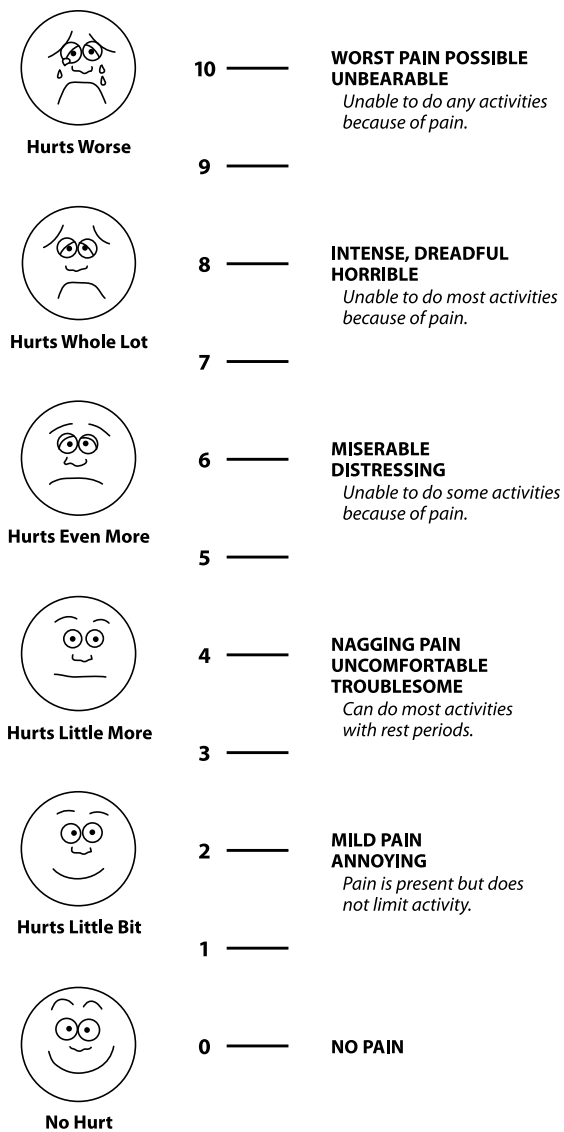 10
WORST PAIN POSSIBLE
UNBEARABLE
Unable to do any activities
because of pain.
Hurts Worse
9
8
INTENSE, DREADFUL
HORRIBLE
Unable to do most activities
because of pain.
Hurts Whole Lot
7
6
MISERABLE
DISTRESSING
Unable to do some activities
because of pain.
Hurts Even More
5
4
NAGGING PAIN
UNCOMFORTABLE
TROUBLESOME
Can do most activities
with rest periods.
Hurts Little More
3
2
MILD PAIN
ANNOYING
Pain is present but does
not limit activity.
Hurts Little Bit
1
0
NO PAIN
No Hurt